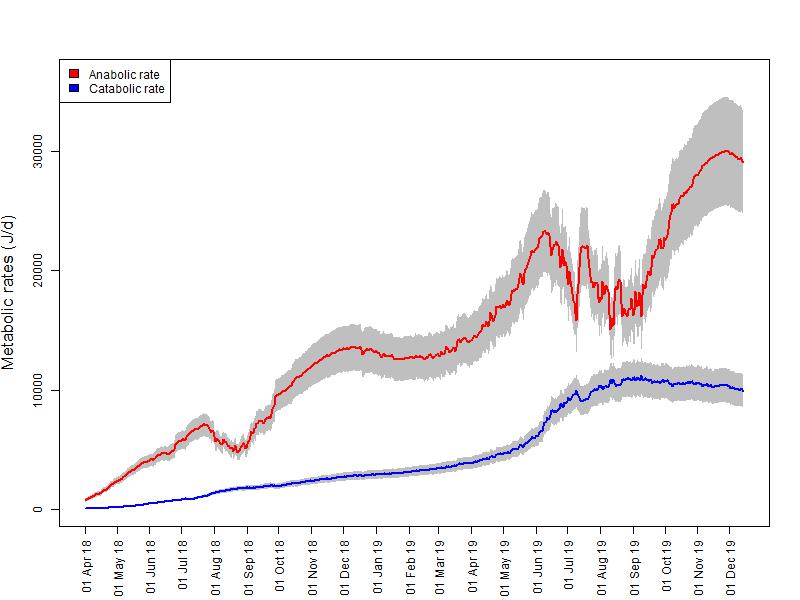 Anabolic rate
Catabolic rate
Metabolic rates (J/d)
30000
20000
10000
0
01 Apr 18
01 May 18
01 Jun 18
01 Jul 18
01 Aug 18
01 Sep 18
01 Oct 18
01 Nov 18
01 Dec 18
01 Jan 19
01 Feb 19
01 Mar 19
01 Apr 19
01 May 19
01 Jun 19
01 Jul 19
01 Aug 19
01 Sep 19
01 Oct 19
01 Nov 19
01 Dec 19